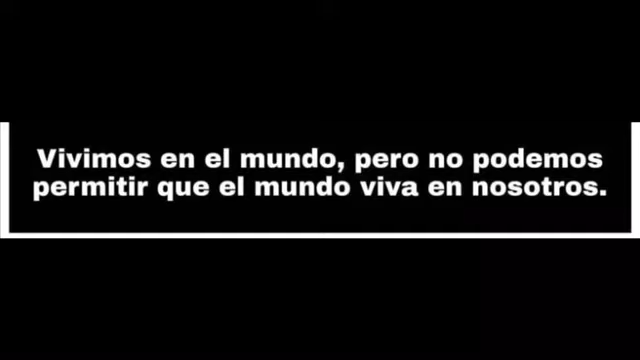 Vivimos en el mundo, pero no podemos
permitir que el mundo viva en nosotros.